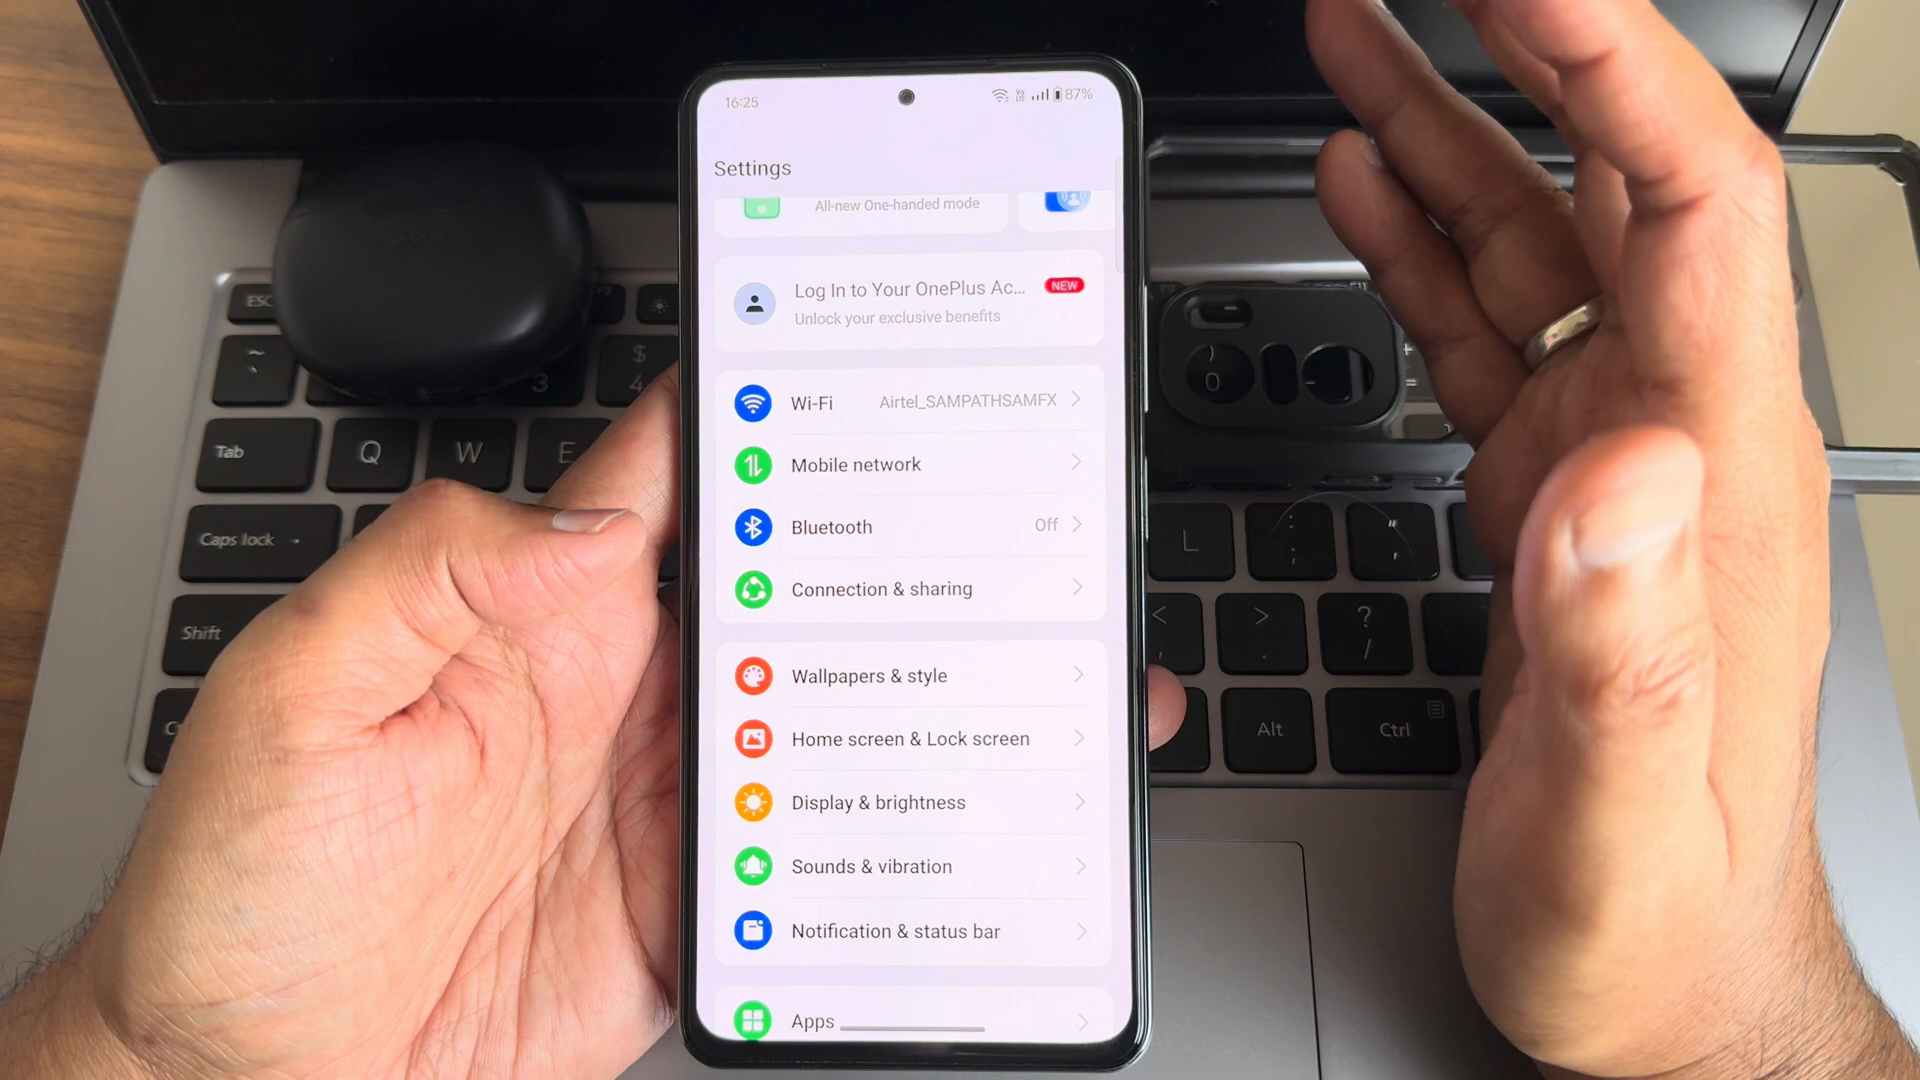 16:25
87%
Settings
All-new One-handed mode
Log In to Your OnePlus Ac...
NEW
Unlock your exclusive benefits
Wi-Fi
Airtel_SAMPATHSAMFX
Mobile network
Bluetooth
Off
Connection & sharing
Wallpapers & style
Home screen & Lock screen
Display & brightness
Sounds & vibration
Notification & status bar
Apps
ESC
~
3
$
4
Tab
Q
W
E
Caps lock
Shift
)
0
L
:
;
"
'
<
,
>
.
?
/
Alt
Ctrl